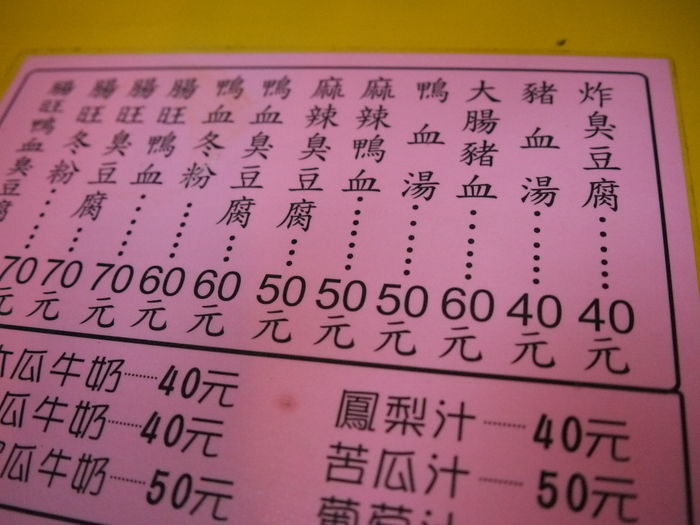 炸臭豆腐……40元
豬血湯……40元
大腸豬血……60元
鴨血湯……50元
麻辣鴨血……50元
麻辣臭豆腐……50元
鴨血臭豆腐……60元
鴨血冬粉……60元
腸旺鴨血……70元
腸旺臭豆腐……70元
腸旺冬粉……70元
腸旺鴨血臭豆腐……
木瓜牛奶……40元
瓜牛奶……40元
瓜牛奶……50元
鳳梨汁……40元
苦瓜汁……50元
葡萄汁